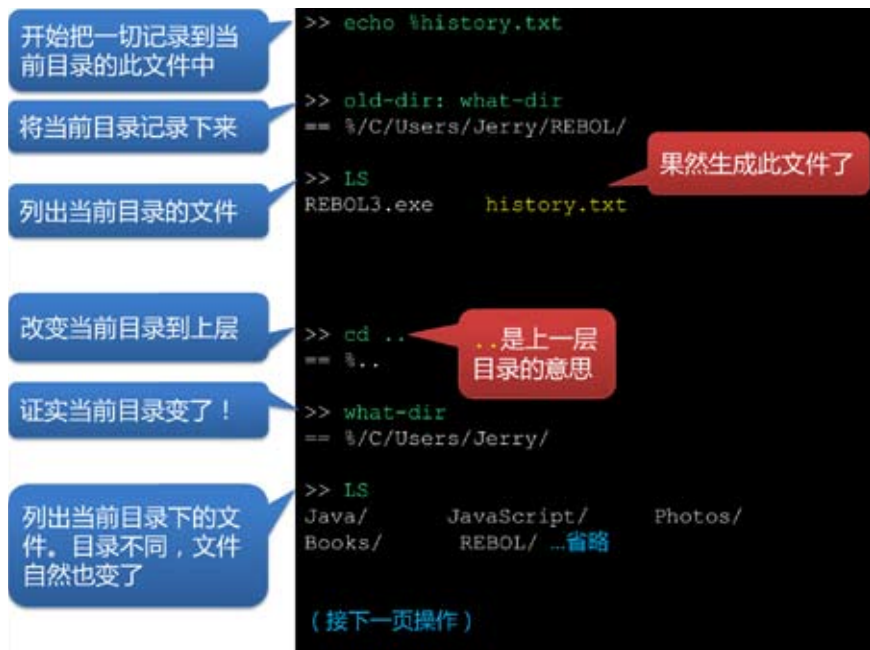 开始把一切记录到当
前目录的此文件中
>> echo %history.txt
将当前目录记录下来
>> old-dir: what-dir
== %/C/Users/Jerry/REBOL/
果然生成此文件了
列出当前目录的文件
>> LS
REBOL3.exe history.txt
改变当前目录到上层
>> cd ..
== %..
..是上一层
目录的意思
证实当前目录变了！
>> what-dir
== %/C/Users/Jerry/
列出当前目录下的文
件。目录不同，文件
自然也变了
>> LS
Java/ JavaScript/ Photos/
Books/ REBOL/ …省略
（接下一页操作）